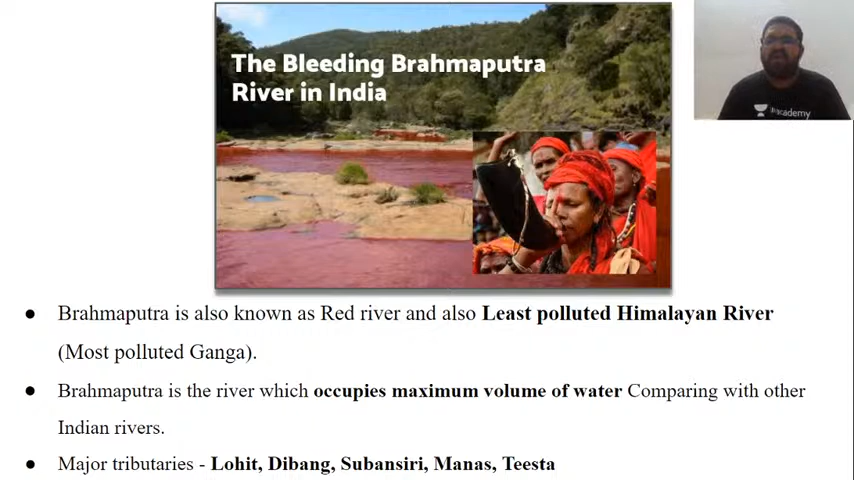 The Bleeding Brahmaputra
River in India
unacademy
● Brahmaputra is also known as Red river and also Least polluted Himalayan River
(Most polluted Ganga).
● Brahmaputra is the river which occupies maximum volume of water Comparing with other
Indian rivers.
● Major tributaries - Lohit, Dibang, Subansiri, Manas, Teesta